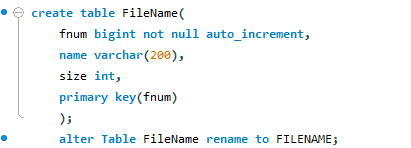 create table FileName(
fnum bigint not null auto_increment,
name varchar(200),
size int,
primary key(fnum)
);
alter Table FileName rename to FILENAME;